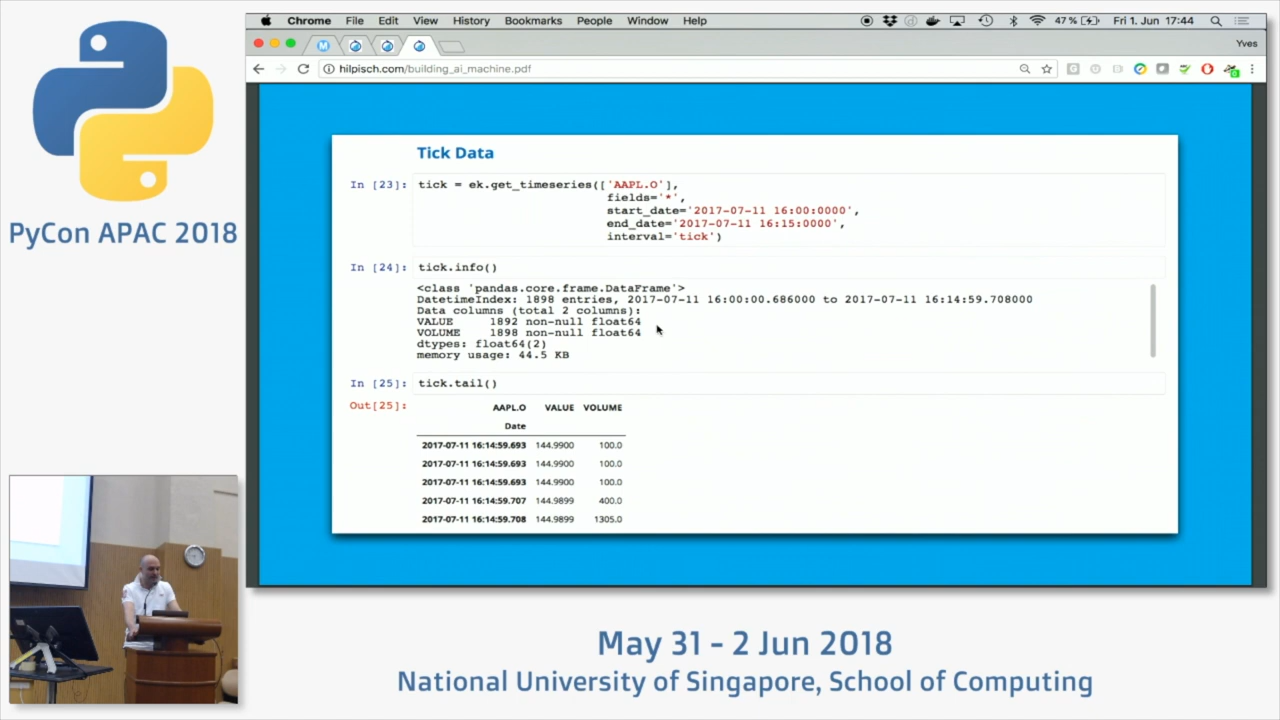 PyCon APAC 2018
Chrome File Edit View History Bookmarks People Window Help
47% Fri 1. Jun 17:44
Yves
hilpisch.com/building_ai_machine.pdf
Tick Data
In [23]: tick = ek.get_timeseries(['AAPL.O'],
fields='*',
start_date='2017-07-11 16:00:0000',
end_date='2017-07-11 16:15:0000',
interval='tick')
In [24]: tick.info()
<class 'pandas.core.frame.DataFrame'>
DatetimeIndex: 1898 entries, 2017-07-11 16:00:00.686000 to 2017-07-11 16:14:59.708000
Data columns (total 2 columns):
VALUE 1892 non-null float64
VOLUME 1898 non-null float64
dtypes: float64(2)
memory usage: 44.5 KB
In [25]: tick.tail()
Out[25]: AAPL.O VALUE VOLUME
Date
2017-07-11 16:14:59.693 144.9900 100.0
2017-07-11 16:14:59.693 144.9900 100.0
2017-07-11 16:14:59.693 144.9900 100.0
2017-07-11 16:14:59.707 144.9899 400.0
2017-07-11 16:14:59.708 144.9899 1305.0
May 31 - 2 Jun 2018
National University of Singapore, School of Computing